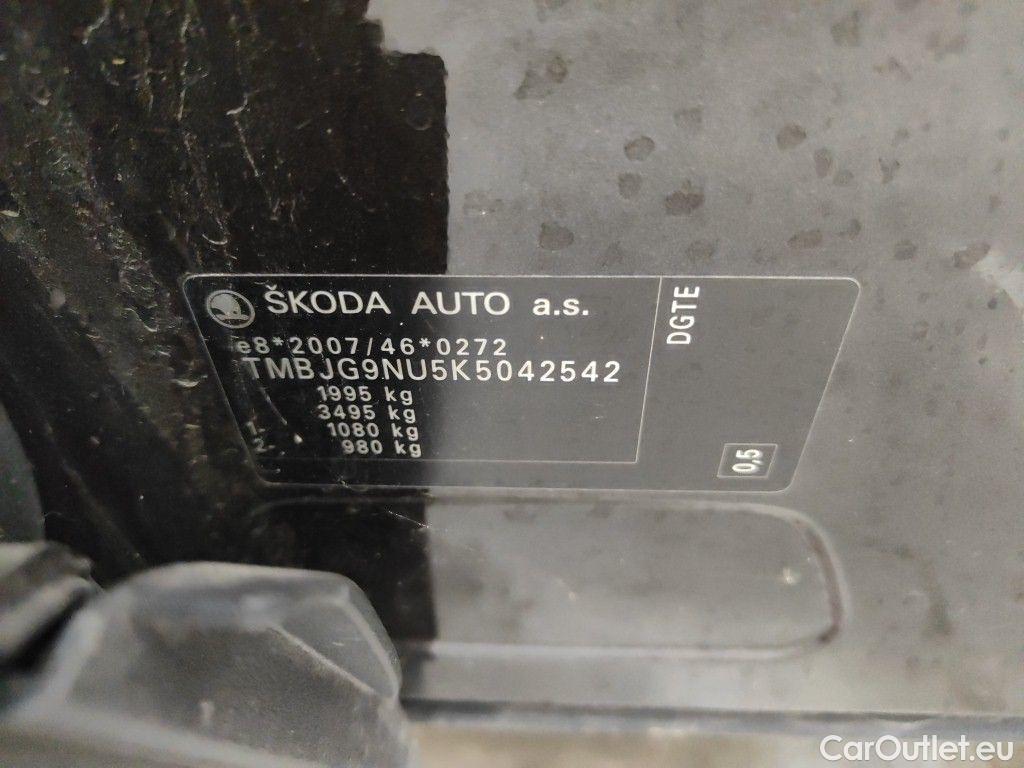 ŠKODA AUTO a.s.
e8*2007/46*0272
TMBJG9NU5K5042542
1995 kg
3495 kg
1. 1080 kg
2. 980 kg
DGTE
0,5
CarOutlet.eu